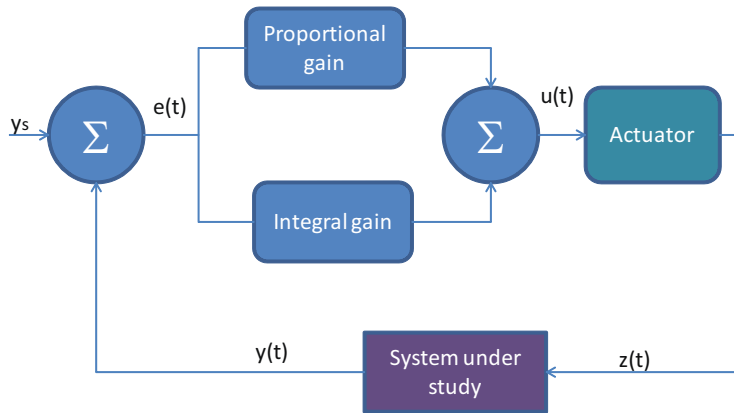 Proportional
gain
e(t)
u(t)
ys
Σ
Σ
Actuator
Integral gain
y(t)
System under
study
z(t)